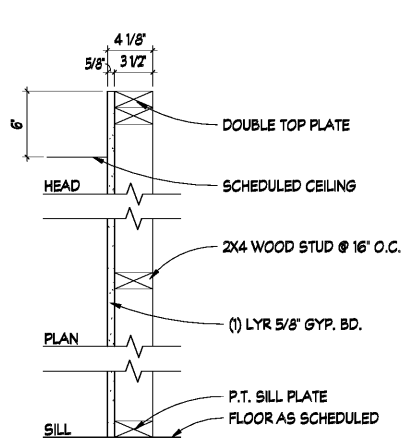 4 1/8"
5/8" 3 1/2"
6"
DOUBLE TOP PLATE
SCHEDULED CEILING
HEAD
2X4 WOOD STUD @ 16" O.C.
(1) LYR 5/8" GYP. BD.
PLAN
P.T. SILL PLATE
FLOOR AS SCHEDULED
SILL